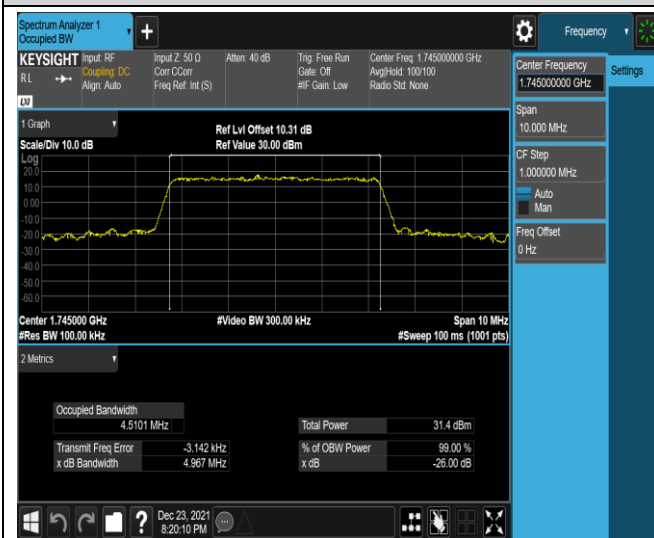 Spectrum Analyzer 1
Occupied BW
+
Frequency
KEYSIGHT
RL
LXI
Input: RF
Coupling: DC
Align: Auto
Input Z: 50 Ω
Corr CCorr
Freq Ref: Int (S)
Atten: 40 dB
Trig: Free Run
Gate: Off
#IF Gain: Low
Center Freq: 1.745000000 GHz
Avg|Hold: 100/100
Radio Std: None
Center Frequency
1.745000000 GHz
Settings
Span
10.000 MHz
CF Step
1.000000 MHz
Auto
Man
Freq Offset
0 Hz
1 Graph
Scale/Div 10.0 dB
Ref Lvl Offset 10.31 dB
Ref Value 30.00 dBm
Log
20.0
10.0
0.00
-10.0
-20.0
-30.0
-40.0
-50.0
-60.0
Center 1.745000 GHz
#Res BW 100.00 kHz
#Video BW 300.00 kHz
Span 10 MHz
#Sweep 100 ms (1001 pts)
2 Metrics
Occupied Bandwidth
4.5101 MHz
Total Power 31.4 dBm
Transmit Freq Error -3.142 kHz
% of OBW Power 99.00 %
x dB Bandwidth 4.967 MHz
x dB -26.00 dB
?
Dec 23, 2021
8:20:10 PM